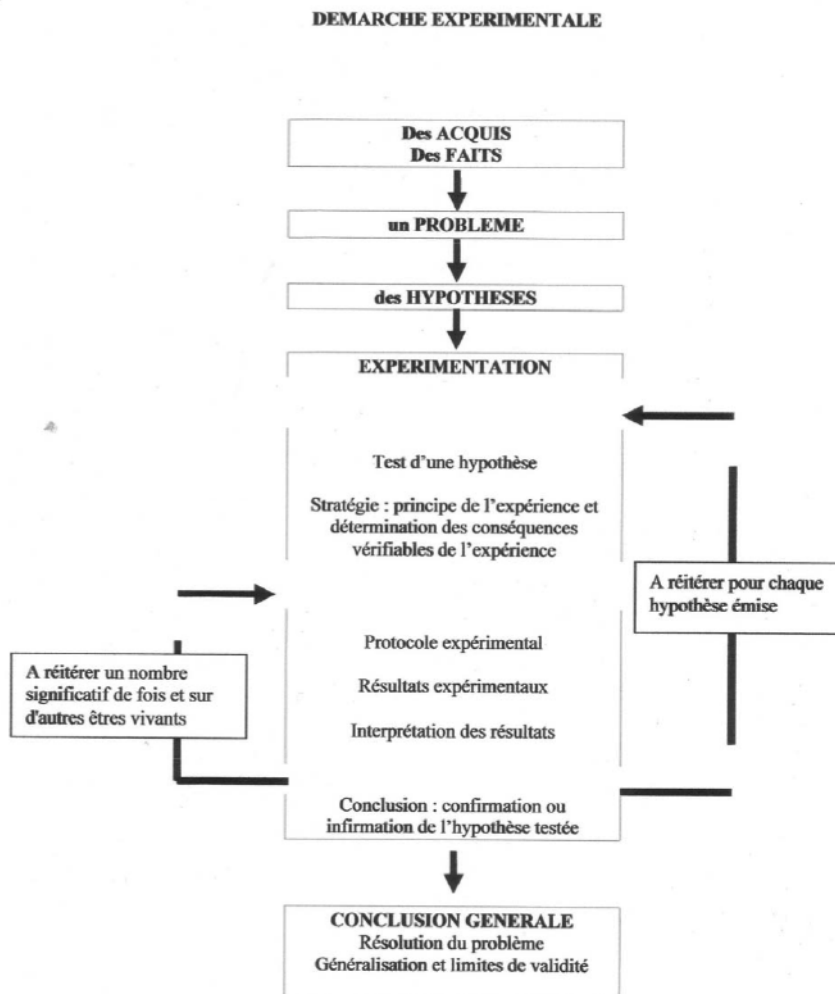 DEMARCHE EXPERIMENTALE
Des ACQUIS
Des FAITS
un PROBLEME
des HYPOTHESES
EXPERIMENTATION
Test d'une hypothèse
Stratégie : principe de l'expérience et
détermination des conséquences
vérifiables de l'expérience
A réitérer pour chaque
hypothèse émise
Protocole expérimental
A réitérer un nombre
significatif de fois et sur
d'autres êtres vivants
Résultats expérimentaux
Interprétation des résultats
Conclusion : confirmation ou
infirmation de l'hypothèse testée
CONCLUSION GENERALE
Résolution du problème
Généralisation et limites de validité